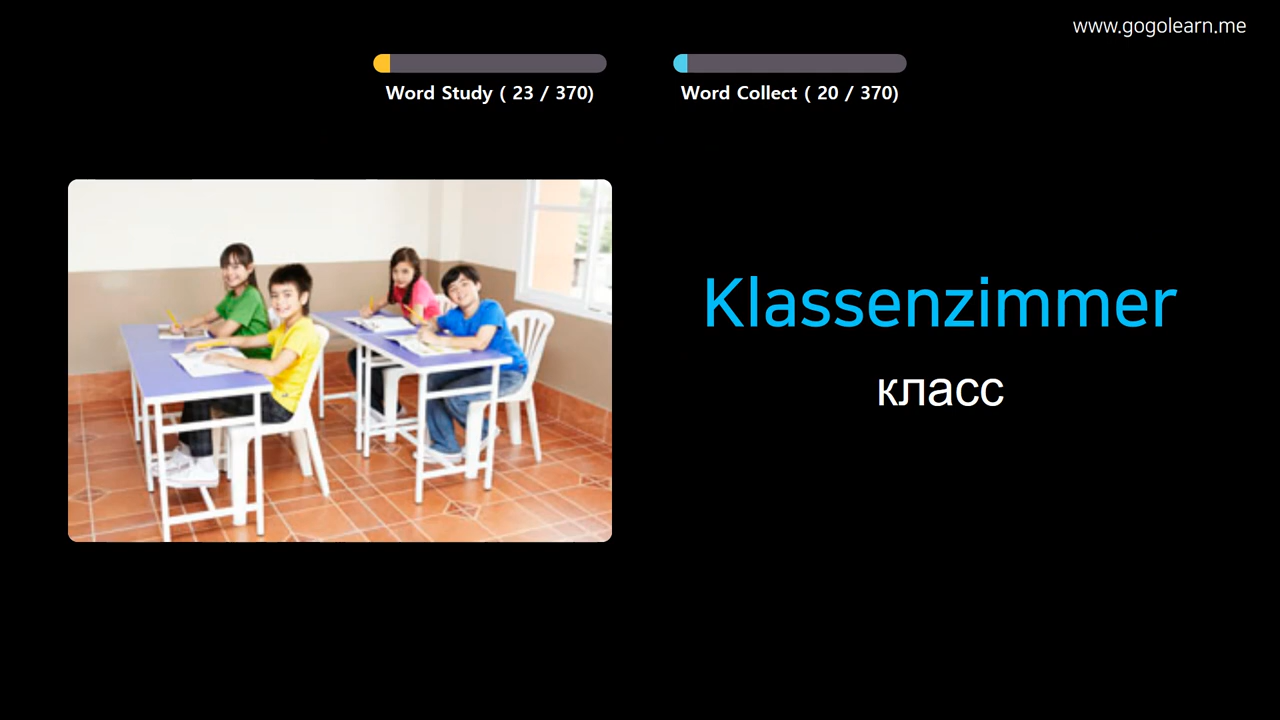 www.gogolearn.me
Word Study ( 23 / 370)
Word Collect ( 20 / 370)
Klassenzimmer
класс